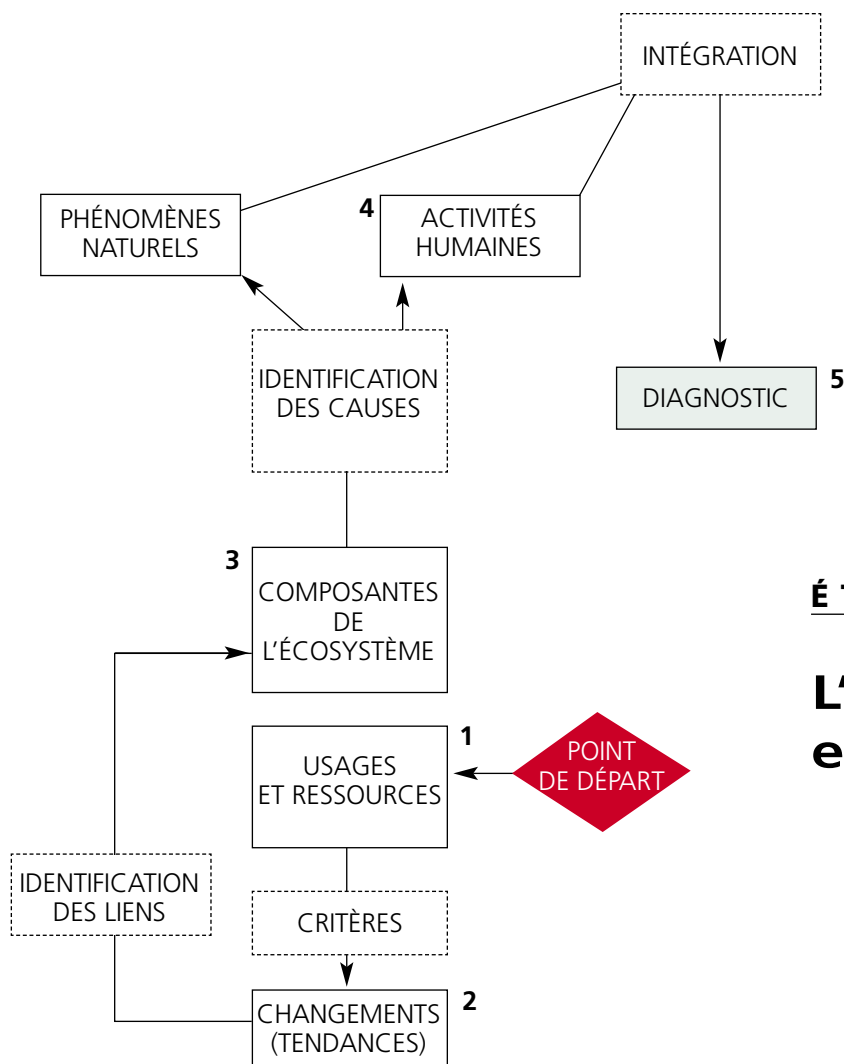 INTÉGRATION
PHÉNOMÈNES
NATURELS
4
ACTIVITÉS
HUMAINES
IDENTIFICATION
DES CAUSES
DIAGNOSTIC
5
3
COMPOSANTES
DE
L'ÉCOSYSTÈME
É
L'
e
1
USAGES
ET RESSOURCES
POINT
DE DÉPART
IDENTIFICATION
DES LIENS
CRITÈRES
CHANGEMENTS
(TENDANCES)
2